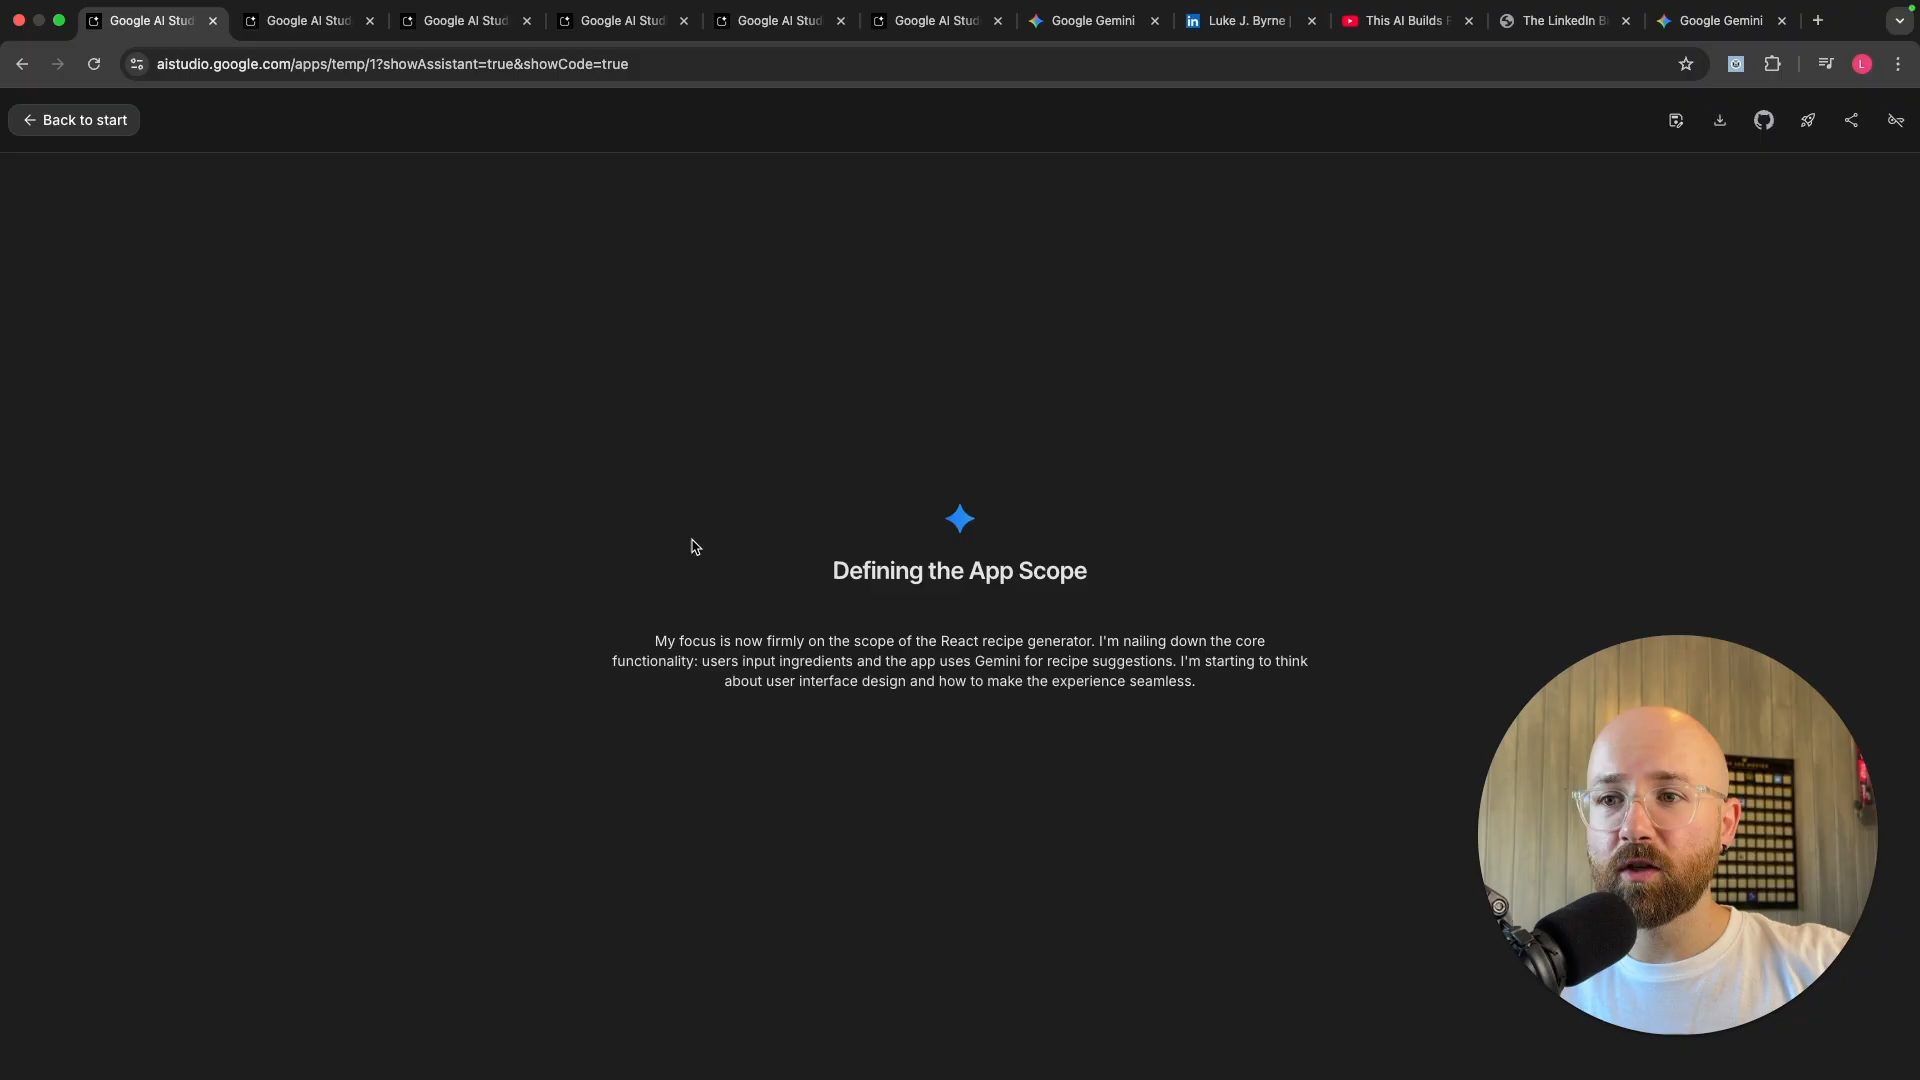 Google AI Stud
Google AI Stud
Google AI Stud
Google AI Stud
Google AI Stud
Google AI Stud
Google Gemini
Luke J. Byrne |
This AI Builds
The LinkedIn B
Google Gemini
aistudio.google.com/apps/temp/1?showAssistant=true&showCode=true
L
Back to start
Defining the App Scope
My focus is now firmly on the scope of the React recipe generator. I'm nailing down the core
functionality: users input ingredients and the app uses Gemini for recipe suggestions. I'm starting to think
about user interface design and how to make the experience seamless.